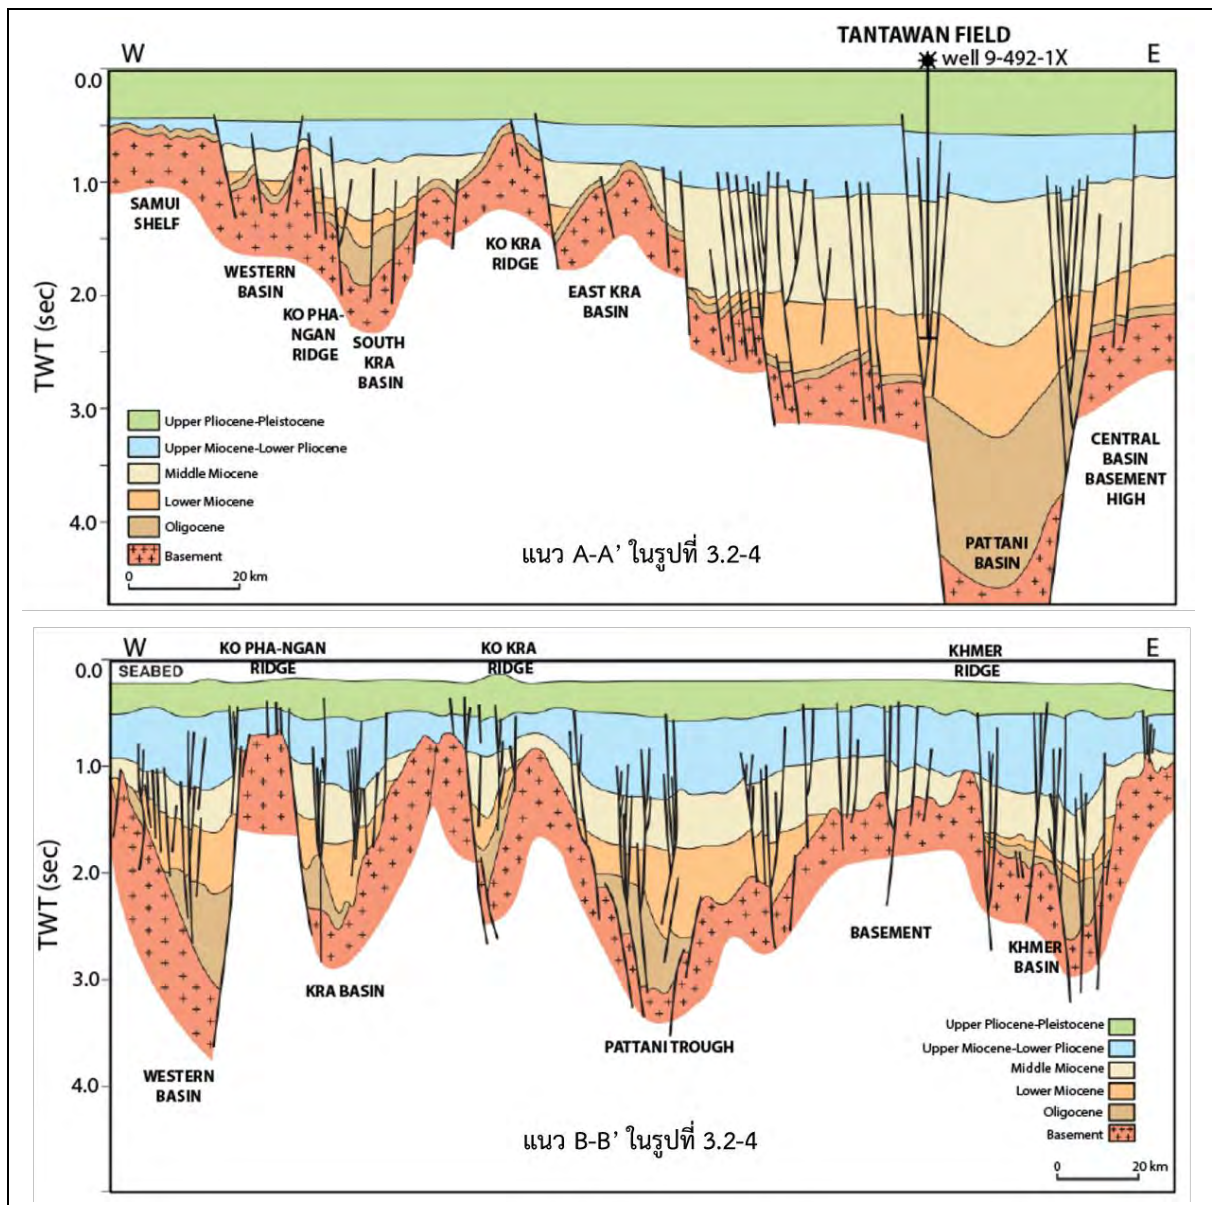 TANTAWAN FIELD
W
well 9-492-1X
E
0.0
1.0
2.0
3.0
4.0
TWT (sec)
SAMUI
SHELF
WESTERN
BASIN
KO PHA-
NGAN
RIDGE
SOUTH
KRA
BASIN
KO KRA
RIDGE
EAST KRA
BASIN
PATTANI
BASIN
CENTRAL
BASIN
BASEMENT
HIGH
Upper Pliocene-Pleistocene
Upper Miocene-Lower Pliocene
Middle Miocene
Lower Miocene
Oligocene
Basement
0 20 km
แนว A-A’ ในรูปที่ 3.2-4
W
KO PHA-NGAN
RIDGE
KO KRA
RIDGE
KHMER
RIDGE
E
0.0
SEABED
1.0
2.0
3.0
4.0
TWT (sec)
WESTERN
BASIN
KRA BASIN
PATTANI TROUGH
BASEMENT
KHMER
BASIN
Upper Pliocene-Pleistocene
Upper Miocene-Lower Pliocene
Middle Miocene
Lower Miocene
Oligocene
Basement
0 20 km
แนว B-B’ ในรูปที่ 3.2-4